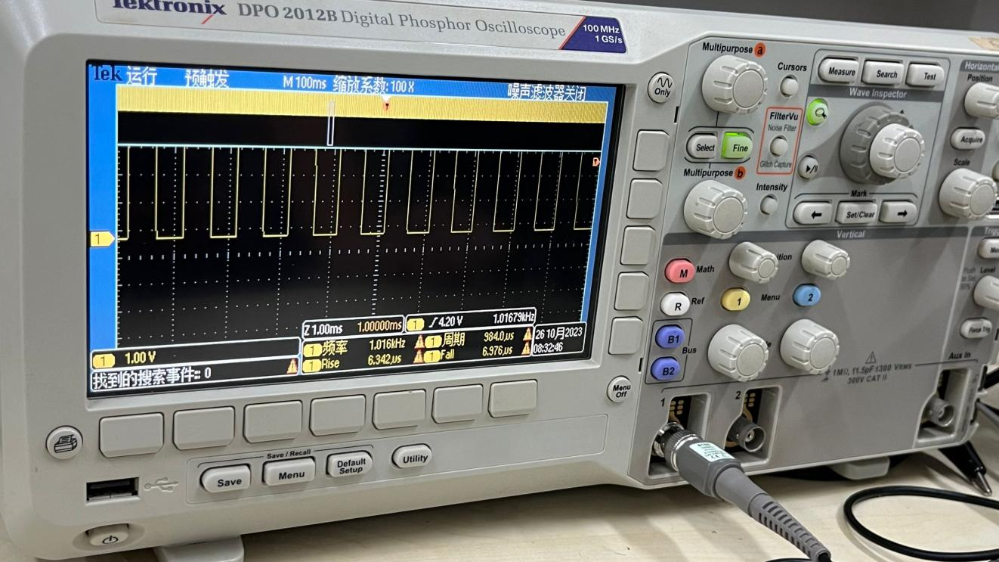 Tektronix DPO 2012B Digital Phosphor Oscilloscope
100 MHz
1 GS/s
Tek 运行 预触发 M 100ms 缩放系数: 100 X 噪声滤波器关闭
1
Z 1.00ms 1.00000ms
1 4.20 V 1.01679kHz
1 1.00 V
1 频率 1.016kHz
1 周期 984.0µs
1 Rise 6.342µs
1 Fall 6.976µs
26 10月2023
08:32:46
找到的搜索事件:: 0
Only
Menu
Off
Save / Recall
Save
Menu
Default
Setup
Utility
Multipurpose a
Cursors
Measure
Search
Test
Wave Inspector
FilterVu
Noise Filter
Glitch Capture
Select
Fine
Multipurpose b
Intensity
Mark
Set/Clear
Vertical
M Math
R Ref
1
Menu
2
B1
Bus
B2
1MΩ, 11.5pF ≤300 VRMS
300V CAT II
1
2
Horizontal
Position
Acquire
Scale
Level
Force Trig
Aux In